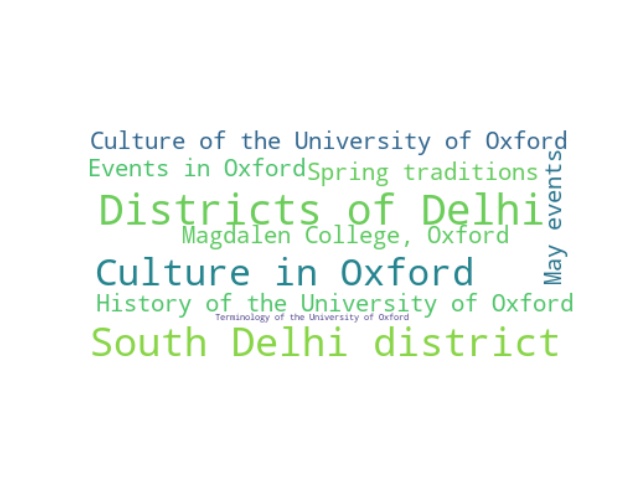 Culture of the University of Oxford
Events in Oxford
Spring traditions
May events
Districts of Delhi
Magdalen College, Oxford
Culture in Oxford
History of the University of Oxford
Terminology of the University of Oxford
South Delhi district